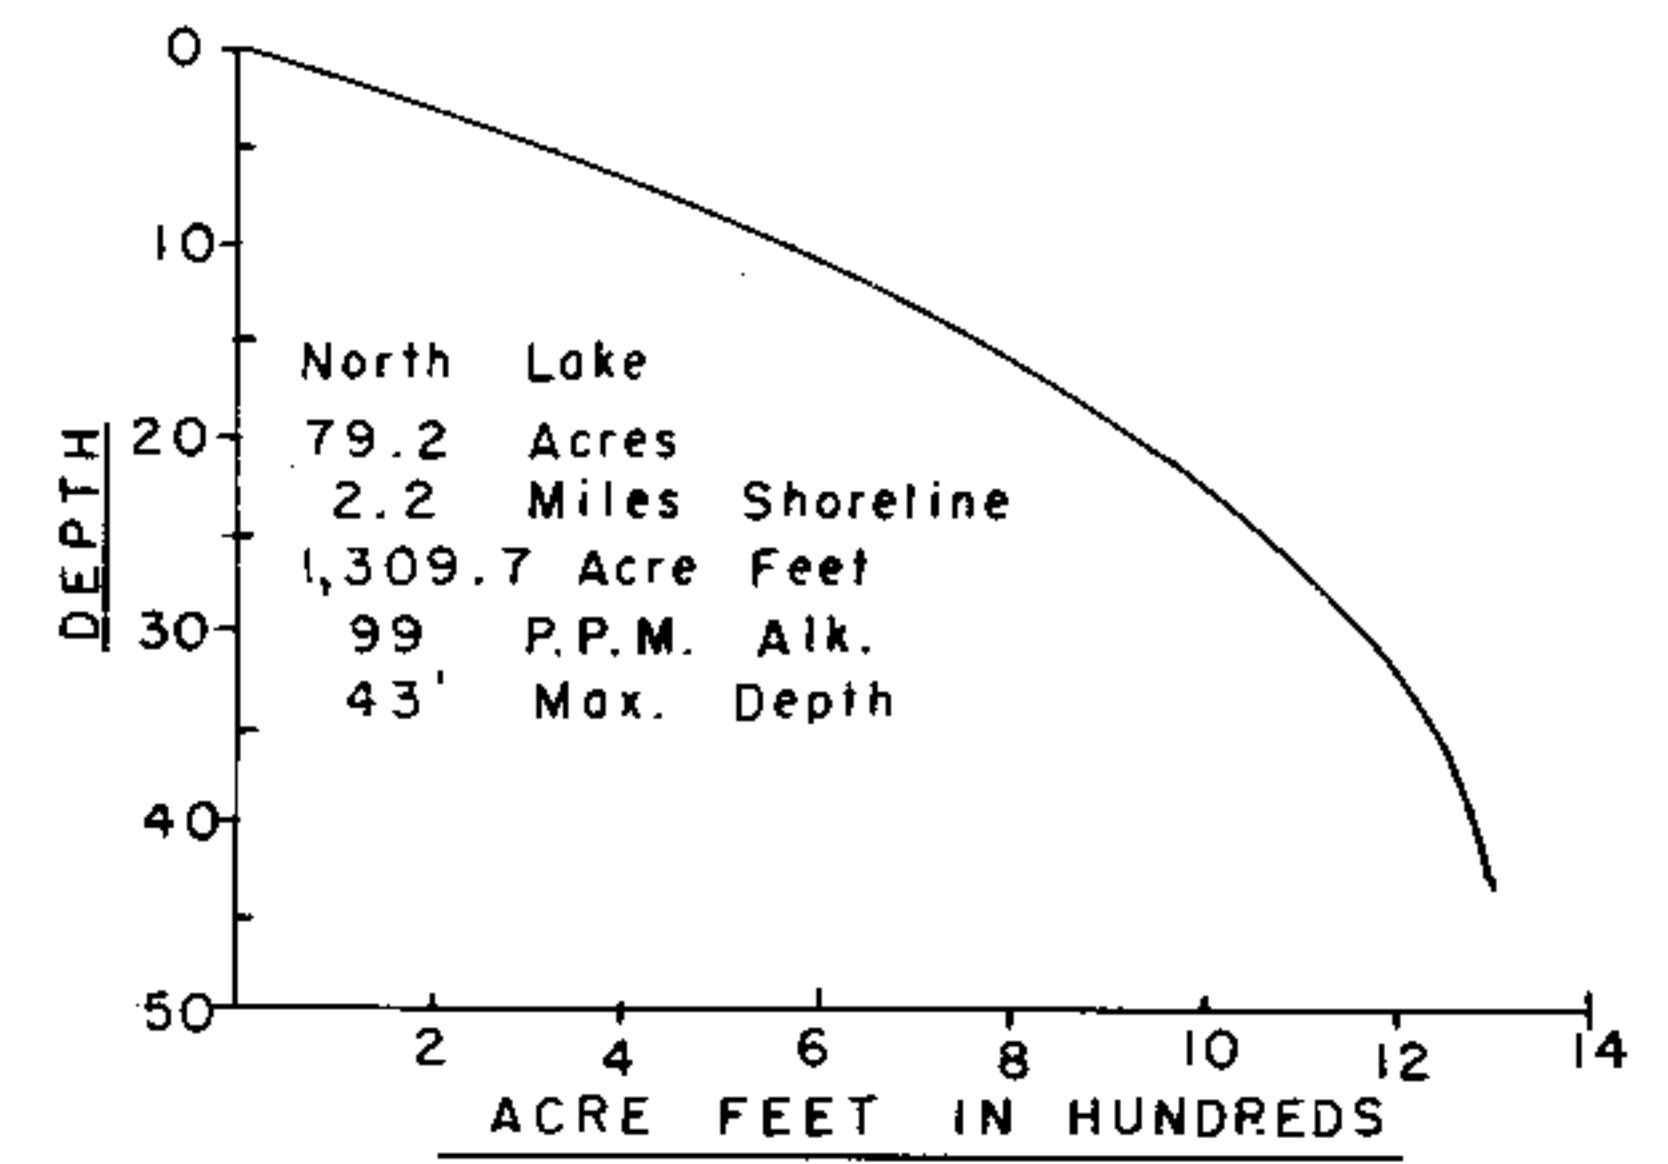 0
10
20
30
40
50
DEPTH
North Lake
79.2 Acres
2.2 Miles Shoreline
1,309.7 Acre Feet
99 P.P.M. Alk.
43' Max. Depth
2 4 6 8 10 12 14
ACRE FEET IN HUNDREDS